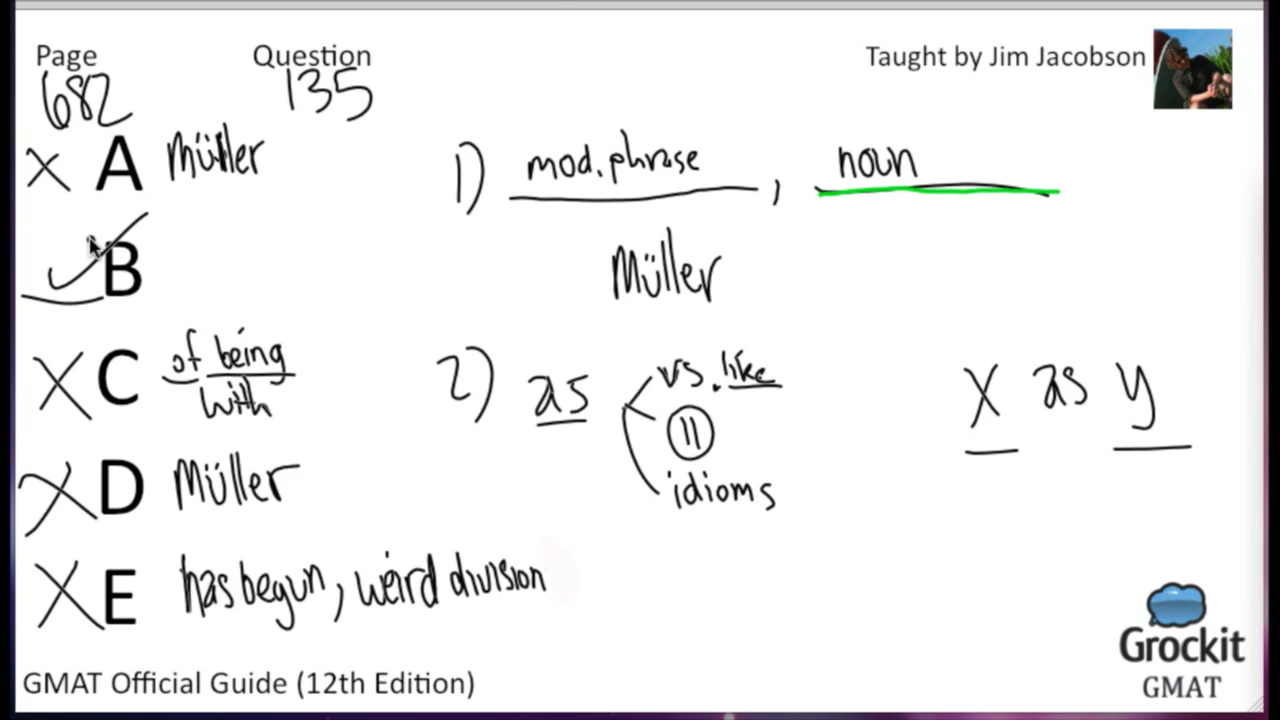 Page Question Taught by Jim Jacobson
682 135
X A Müller
1) mod. phrase, noun
Müller
B
X C of being
with
2) as
vs. like
||
idioms
X as y
X D Müller
X E has begun, weird division
Grockit
GMAT
GMAT Official Guide (12th Edition)